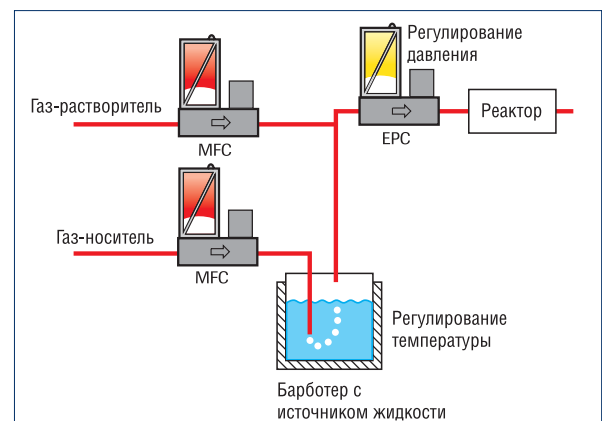 Регулирование
давления
Газ-растворитель
MFC
EPC
Реактор
Газ-носитель
MFC
Регулирование
температуры
Барботер с
источником жидкости